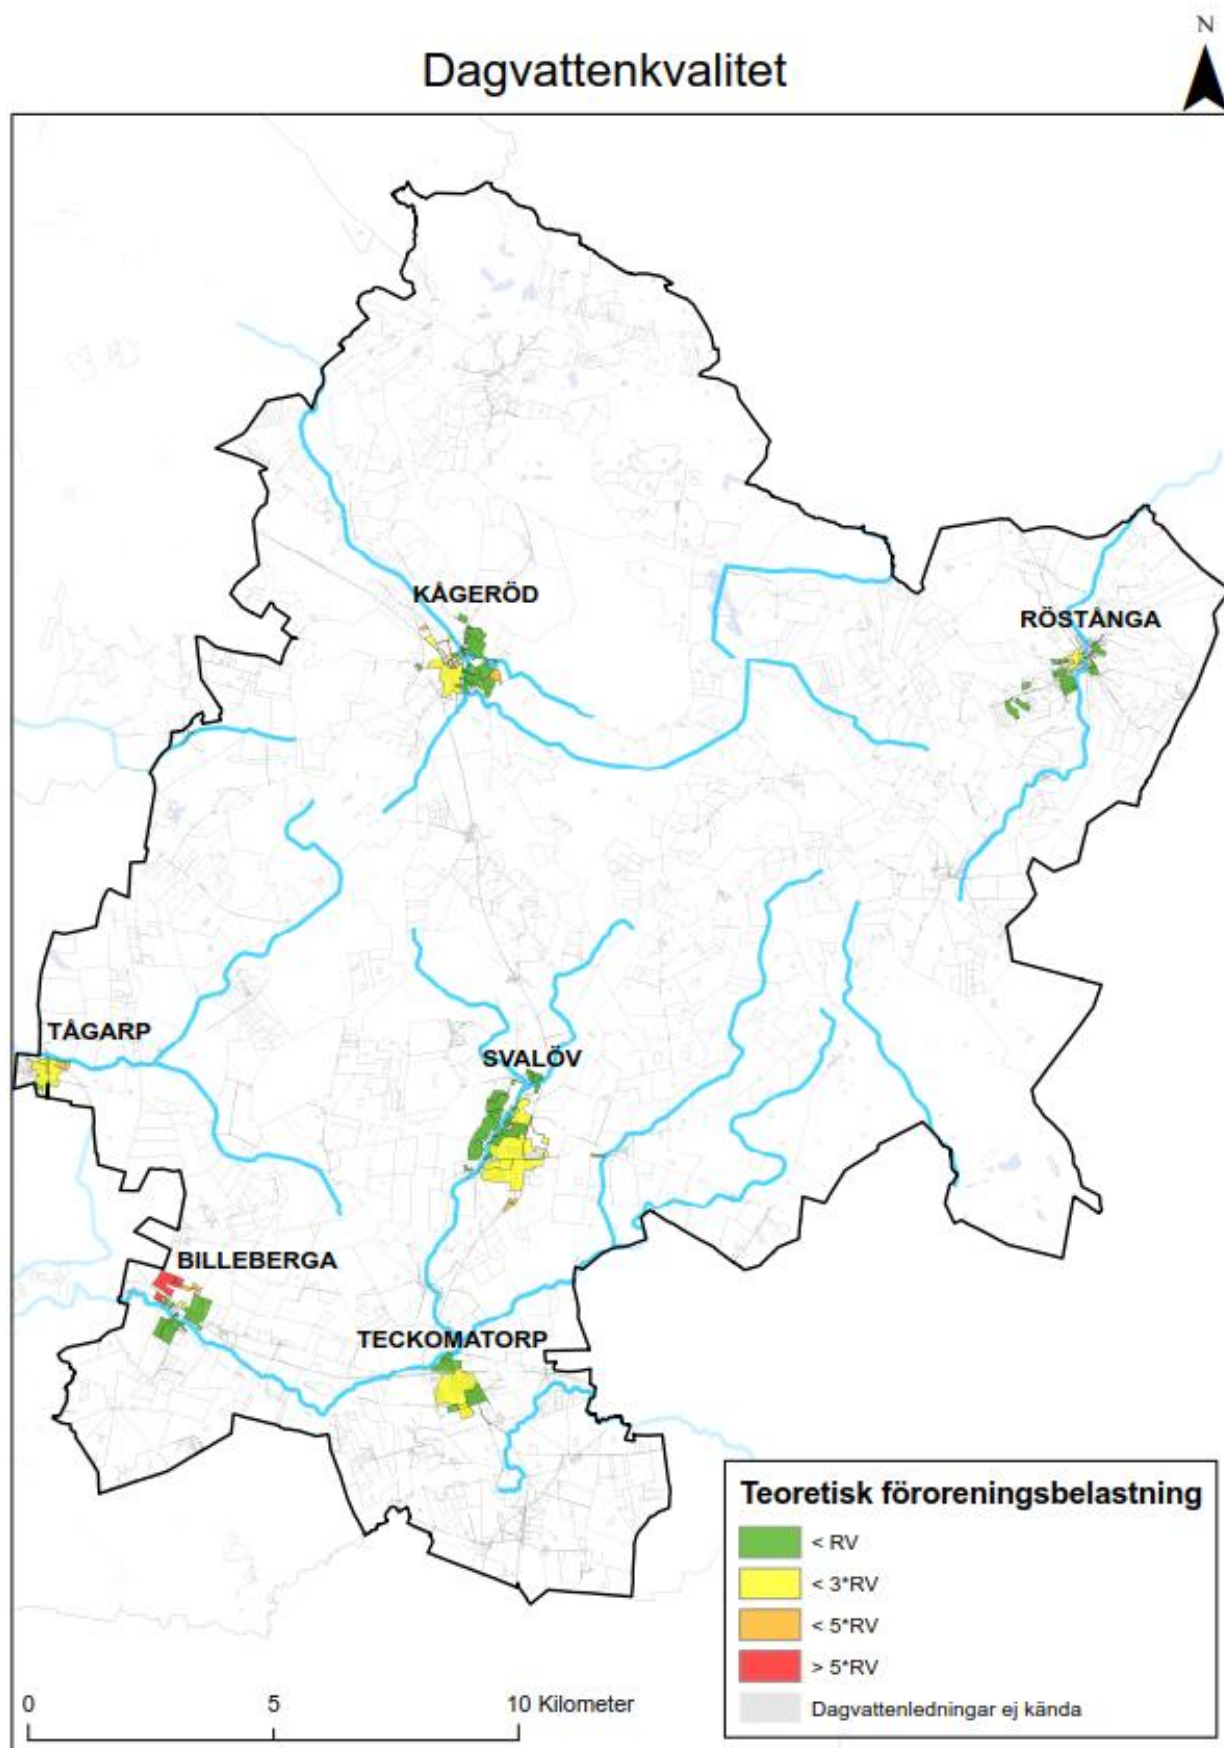 N
Dagvattenkvalitet
KÅGERÖD
RÖSTÅNGA
TÅGARP
SVALÖV
BILLEBERGA
TECKOMATORP
Teoretisk föroreningsbelastning
< RV
< 3*RV
< 5*RV
> 5*RV
Dagvattenledningar ej kända
0 5 10 Kilometer